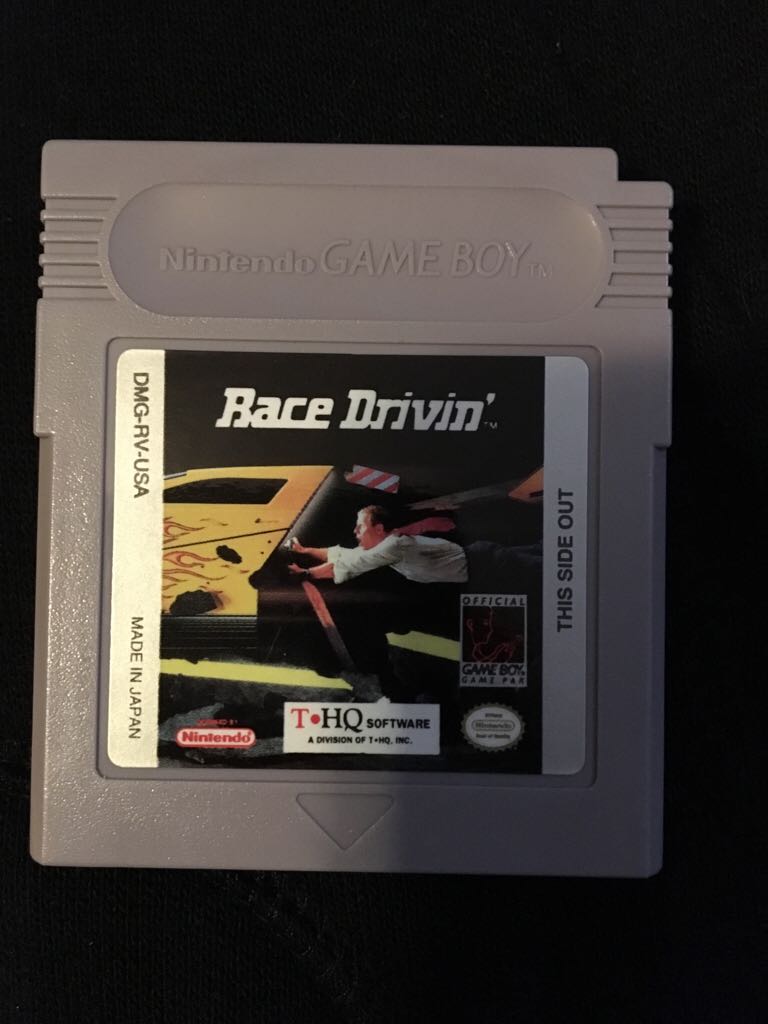 Nintendo GAME BOY TM
DMG-RV-USA
MADE IN JAPAN
Race Drivin' TM
THIS SIDE OUT
OFFICIAL
GAME BOY
GAME PAK
Nintendo
T•HQ SOFTWARE
A DIVISION OF T•HQ, INC.
Nintendo